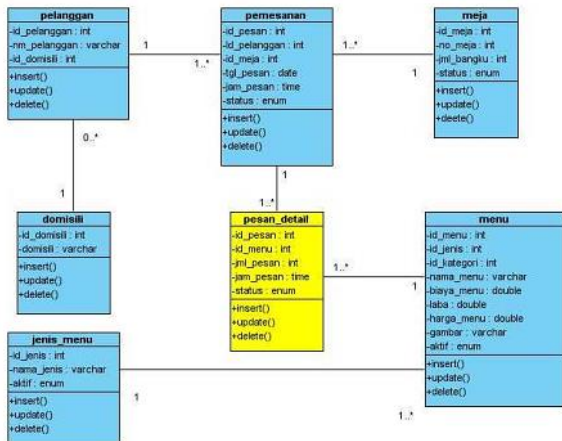 pelanggan
-id_pelanggan : int
-nm_pelanggan : varchar
-id_domisili : int
+insert()
+update()
+delete()
1
1..*
pemesanan
-id_pesan : int
-id_pelanggan : int
-id_meja : int
-tgl_pesan : date
-jam_pesan : time
-status : enum
+insert()
+update()
+delete()
1..*
1
meja
-id_meja : int
-no_meja : int
-jml_bangku : int
-status : enum
+insert()
+update()
+deete()
0..*
1
1
1..*
domisili
-id_domisili : int
-domisili : varchar
+insert()
+update()
+delete()
pesan_detail
-id_pesan : int
-id_menu : int
-jml_pesan : int
-jam_pesan : time
-status : enum
+insert()
+update()
+delete()
1..*
1
menu
-id_menu : int
-id_jenis : int
-id_kategori : int
-nama_menu : varchar
-biaya_menu : double
-laba : double
-harga_menu : double
-gambar : varchar
-aktif : enum
+insert()
+update()
+delete()
jenis_menu
-id_jenis : int
-nama_jenis : varchar
-aktif : enum
+insert()
+update()
+delete()
1
1..*